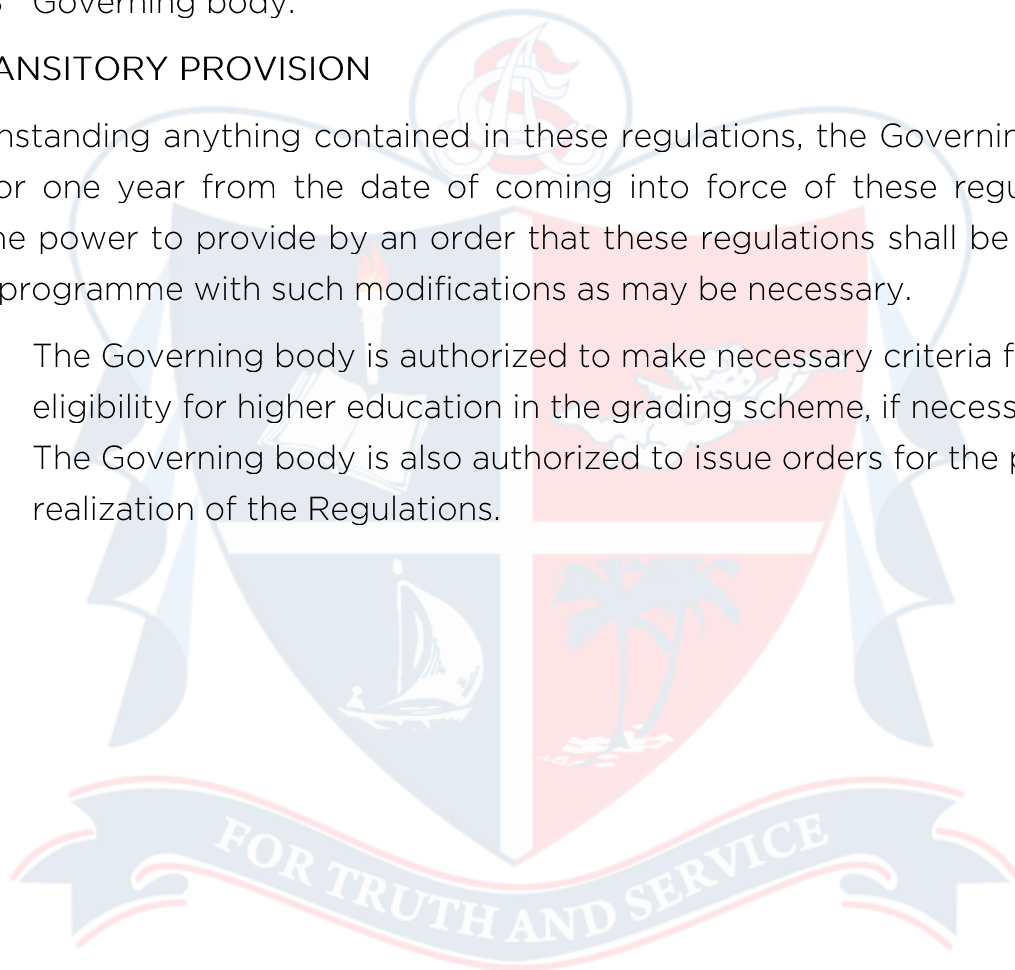 Governing body.
ANSITORY PROVISION
nstanding anything contained in these regulations, the Governin
or one year from the date of coming into force of these regu
ne power to provide by an order that these regulations shall be
programme with such modifications as may be necessary.
The Governing body is authorized to make necessary criteria f
eligibility for higher education in the grading scheme, if necess
The Governing body is also authorized to issue orders for the p
realization of the Regulations.
FOR TRUTH AND SERVICE